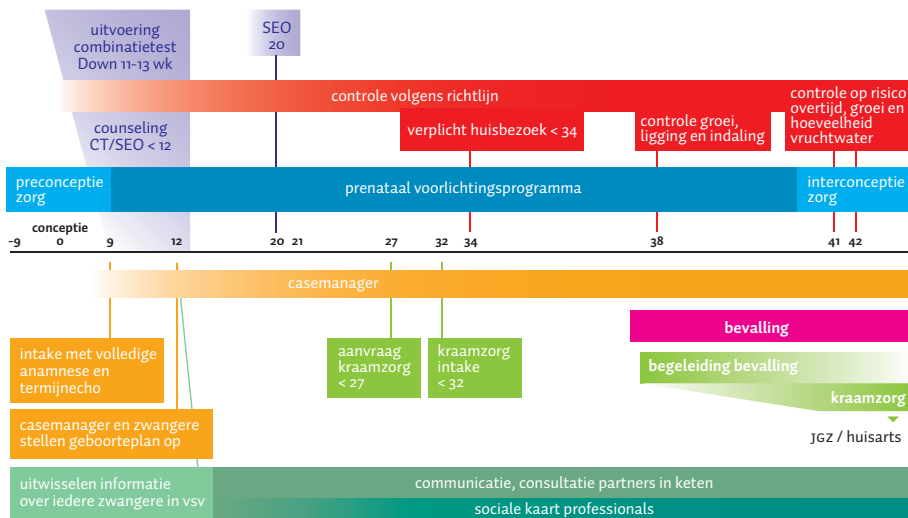 uitvoering
combinatietest
Down 11-13 wk
SEO
20
controle volgens richtlijn
controle op risico
overtijd, groei en
hoeveelheid
vruchtwater
counseling
CT/SEO < 12
verplicht huisbezoek < 34
controle groei,
ligging en indaling
preconceptie
zorg
prenataal voorlichtingsprogramma
interconceptie
zorg
conceptie
-9 0 9 12 20 21 27 32 34 38 41 42
casemanager
bevalling
intake met volledige
anamnese en
termijnecho
aanvraag
kraamzorg
< 27
kraamzorg
intake
< 32
begeleiding bevalling
kraamzorg
casemanager en zwangere
stellen geboorteplan op
JGZ / huisarts
uitwisselen informatie
over iedere zwangere in vsv
communicatie, consultatie partners in keten
sociale kaart professionals